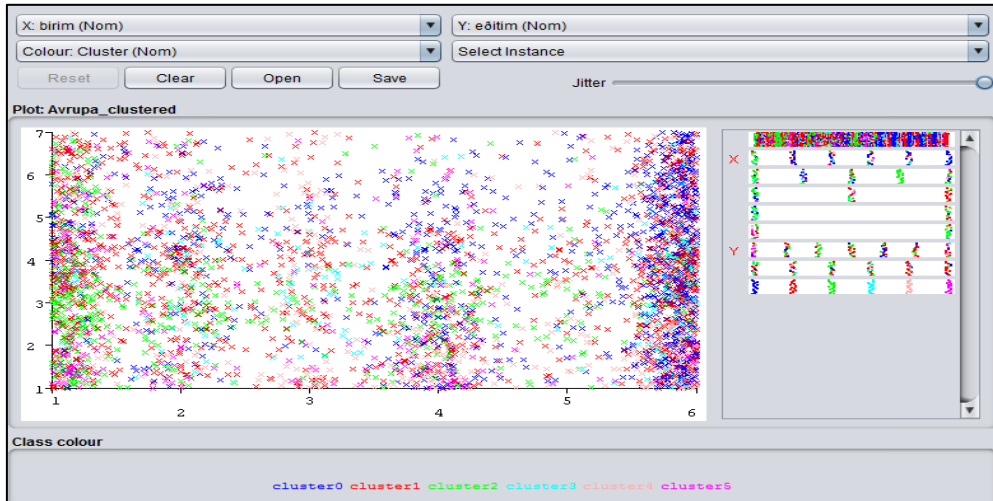 X: birim (Nom) Y: eðitim (Nom)
Colour: Cluster (Nom) Select Instance
Reset Clear Open Save Jitter
Plot: Avrupa_clustered
7
6
5
4
3
2
1
1 2 3 4 5 6
X
Y
Class colour
cluster0 cluster1 cluster2 cluster3 cluster4 cluster5